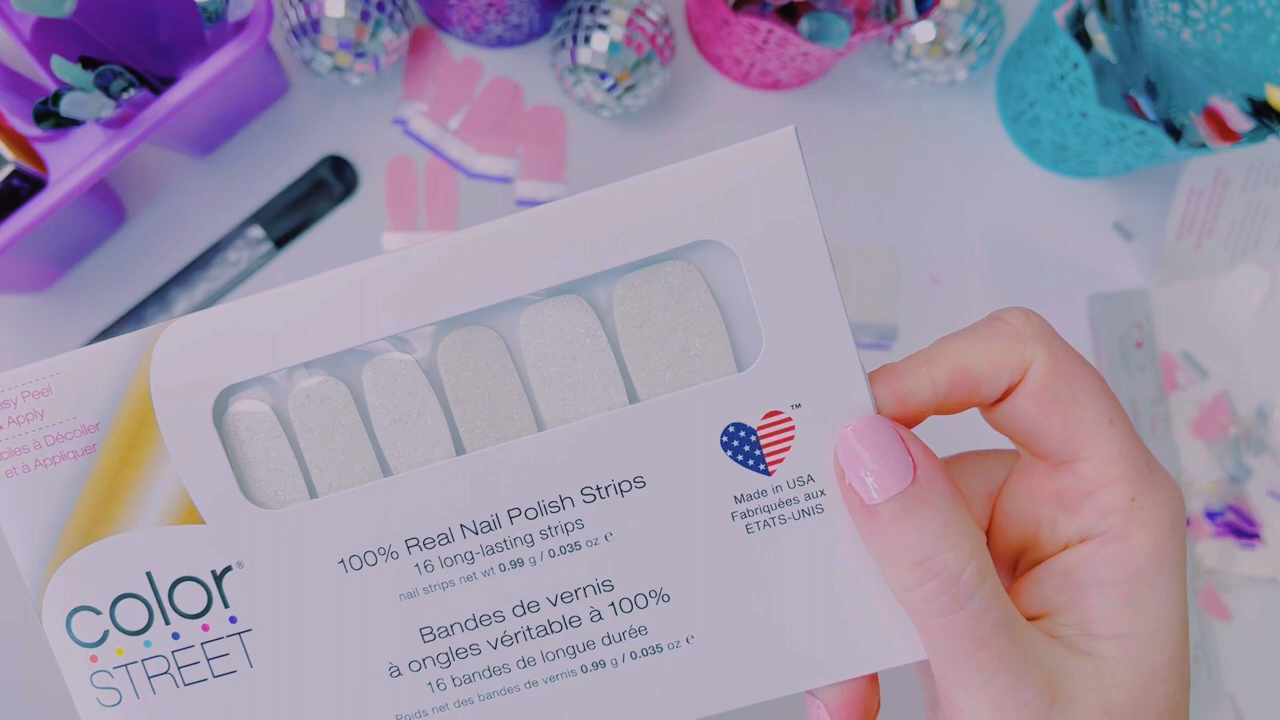 asy Peel
& Apply
ciles à Décoller
et à Appliquer
color®
STREET
100% Real Nail Polish Strips
16 long-lasting strips
nail strips net wt 0.99 g / 0.035 oz ℮
Bandes de vernis
à ongles véritable à 100%
16 bandes de longue durée
Poids net des bandes de vernis 0.99 g / 0.035 oz ℮
™
Made in USA
Fabriquées aux
ÉTATS-UNIS